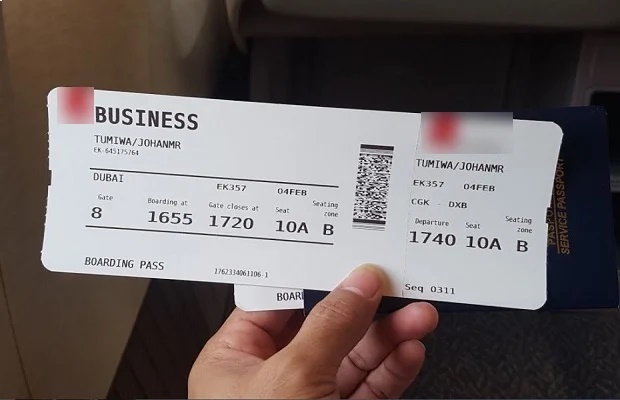 BUSINESS
TUMIWA/JOHANMR
EK-645175764
DUBAI EK357 04FEB
Gate Boarding at Gate closes at Seat Seating zone
8 1655 1720 10A B
BOARDING PASS 1762334061106-1
TUMIWA/JOHANMR
EK357 04FEB
CGK - DXB
Departure Seat Seating zone
1740 10A B
Seq 0311
BOARI
SERVICE PASSPORT